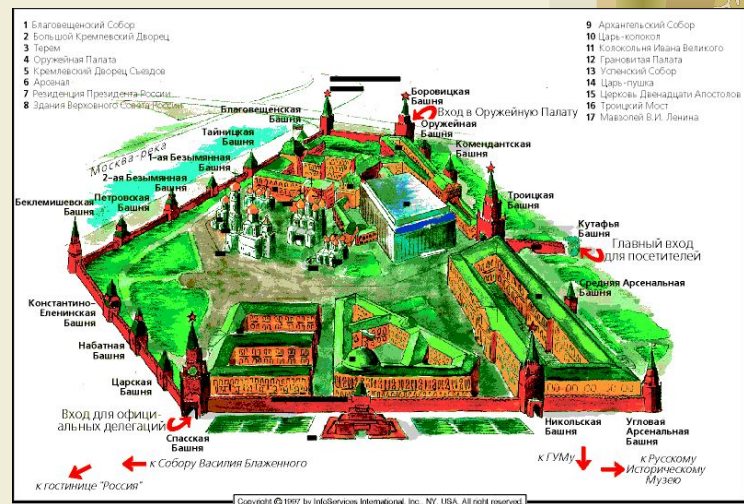 1 Благовещенский Собор
2 Большой Кремлевский Дворец
3 Терем
4 Оружейная Палата
5 Кремлевский Дворец Съездов
6 Арсенал
7 Резиденция Президента России
8 Здания Верховного Совета России
9 Архангельский Собор
10 Царь-колокол
11 Колокольня Ивана Великого
12 Грановитая Палата
13 Успенский Собор
14 Царь-пушка
15 Церковь Двенадцати Апостолов
16 Троицкий Мост
17 Мавзолей В.И. Ленина
Боровицкая
Башня
Вход в Оружейную Палату
Благовещенская
Башня
Оружейная
Башня
Тайницкая
Башня
Комендантская
Башня
Москва-река
1-ая Безымянная
Башня
2-ая Безымянная
Башня
Петровская
Башня
Беклемишевская
Башня
Троицкая
Башня
Кутафья
Башня
Главный вход
для посетителей
Средняя Арсенальная
Башня
Константино-
Еленинская
Башня
Набатная
Башня
Царская
Башня
Вход для офици-
альных делегаций
Спасская
Башня
Никольская
Башня
Угловая
Арсенальная
Башня
к Собору Василия Блаженного
к гостинице "Россия"
к ГУМу
к Русскому
Историческому
Музею
Copyright © 1997 by InfoServices International, Inc., NY, USA. All right reserved.